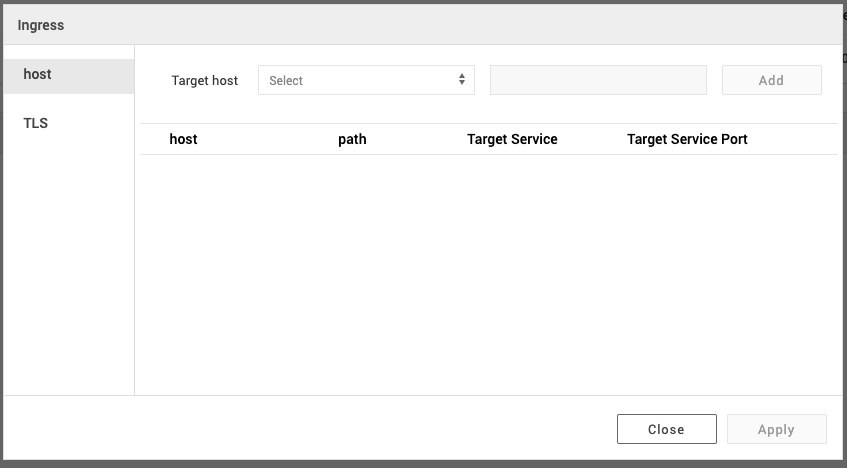 Ingress
host
TLS
Target host Select Add
host path Target Service Target Service Port
Close Apply